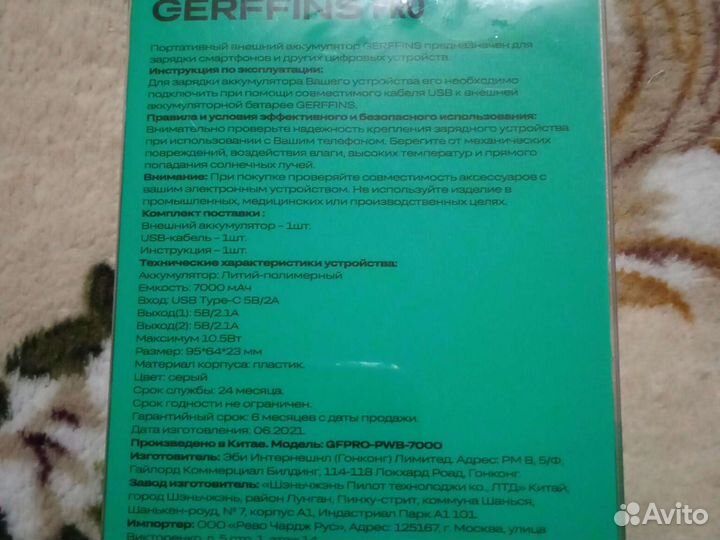 GERFFINS PRO
Портативный внешний аккумулятор GERFFINS предназначен для
зарядки смартфонов и других цифровых устройств.
Инструкция по эксплуатации:
Для зарядки аккумулятора Вашего устройства его необходимо
подключить при помощи совместимого кабеля USB к внешней
аккумуляторной батарее GERFFINS.
Правила и условия эффективного и безопасного использования:
Внимательно проверьте надежность крепления зарядного устройства
при использовании с Вашим телефоном. Берегите от механических
повреждений, воздействия влаги, высоких температур и прямого
попадания солнечных лучей.
Внимание: При покупке проверяйте совместимость аксессуаров с
вашим электронным устройством. Не используйте изделие в
промышленных, медицинских или производственных целях.
Комплект поставки :
Внешний аккумулятор – 1шт.
USB-кабель – 1шт.
Инструкция – 1шт.
Технические характеристики устройства:
Аккумулятор: Литий-полимерный
Емкость: 7000 мАч
Вход: USB Type-C 5В/2А
Выход(1): 5В/2.1А
Выход(2): 5В/2.1А
Максимум 10.5Вт
Размер: 95*64*23 мм
Материал корпуса: пластик.
Цвет: серый
Срок службы: 24 месяца.
Срок годности не ограничен.
Гарантийный срок: 6 месяцев с даты продажи.
Дата изготовления: 06.2021.
Произведено в Китае. Модель: GFPRO-PWB-7000
Изготовитель: Эби Интернешнл (Гонконг) Лимитед. Адрес: РМ-В, 5/Ф,
Гайлорд Коммерциал Билдинг, 114-118 Локхард Роад, Гонконг.
Завод изготовитель: «Шэньчжэнь Пилот технолоджи ко., ЛТД» Китай,
город Шэньчжэнь, район Лунган, Пинху-стрит, коммуна Шанься,
Шанькен-роуд, № 7, корпус А1, Индастриал Парк А1 101.
Импортер: ООО «Рево Чардж Рус», Адрес: 125167, г. Москва, улица
Викторенко, д. 5 стр. 1, этаж 14
Avito